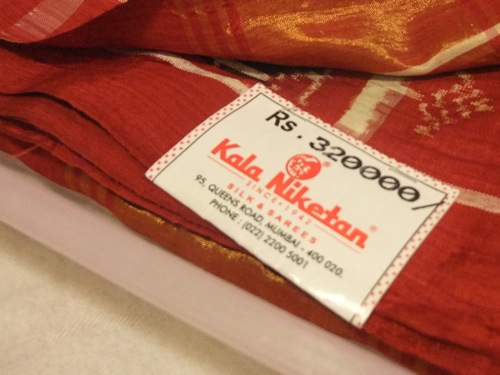 Rs. 320000/
Kala Niketan®
SINCE-1942
SILK & SAREES
95, QUEENS ROAD, MUMBAI - 400 020.
PHONE : (022) 2200 5001